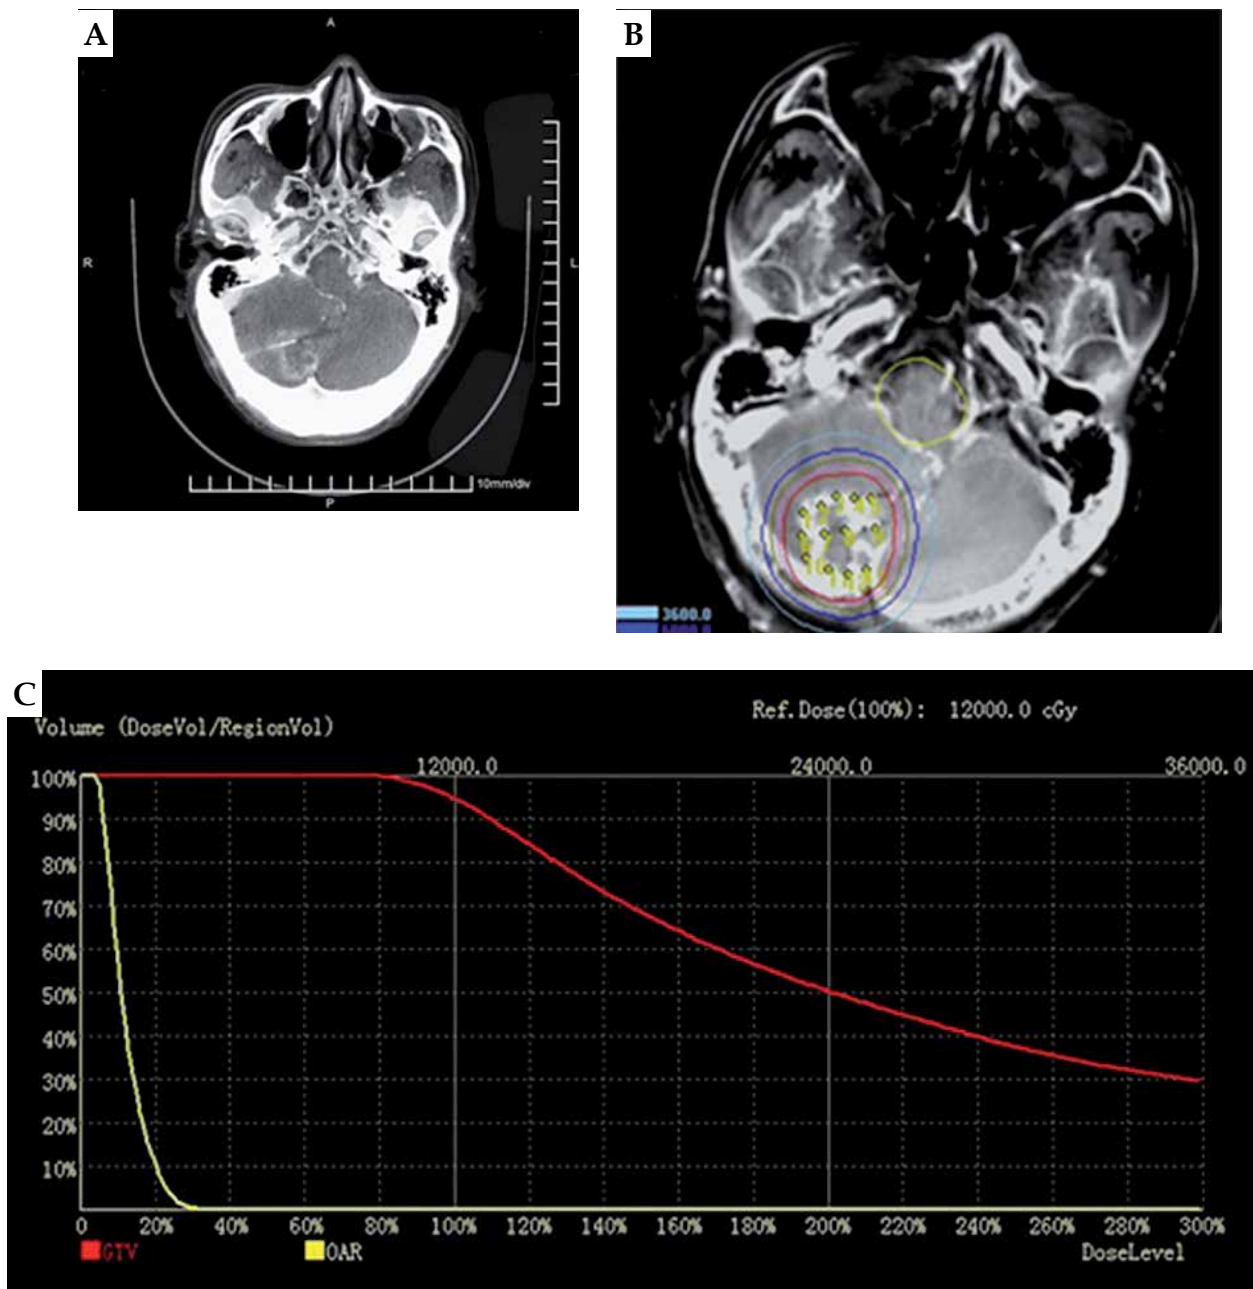 A
A
R
L
10mm/div
P
B
3600.0
C
Volume (DoseVol/RegionVol)
Ref.Dose(100%): 12000.0 cGy
12000.0 24000.0 36000.0
100%
90%
80%
70%
60%
50%
40%
30%
20%
10%
0 20% 40% 60% 80% 100% 120% 140% 160% 180% 200% 220% 240% 260% 280% 300%
GTV OAR DoseLevel